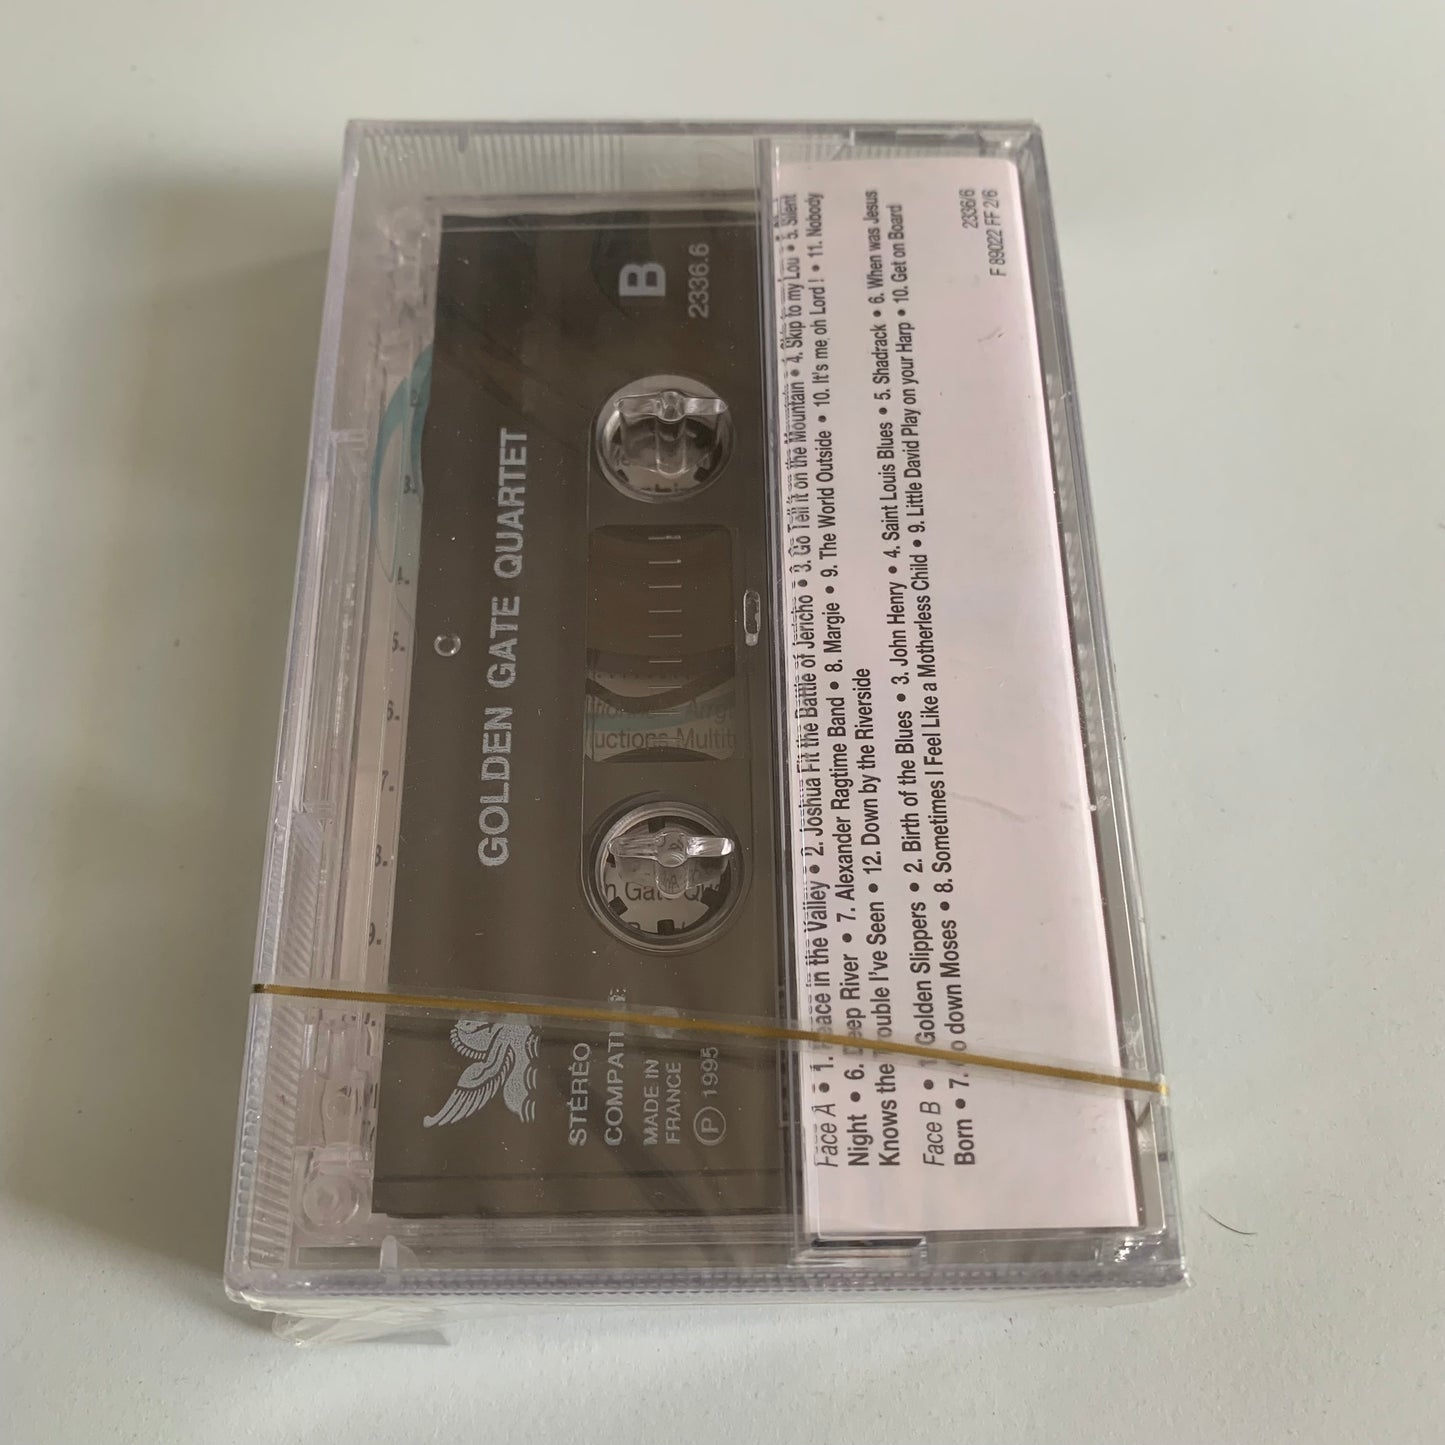 GOLDEN GATE QUARTET
B
2336.6
STÉRÉO
MADE IN
FRANCE
Ⓟ 1995
uctions Multit
n Gat
Face A • 1. Peace in the Valley • 2. Joshua Fit the Battle of Jericho • 3. Go Tell it on the Mountain • 4. Skip to my Lou • 5. Silent
Night • 6. Deep River • 7. Alexander Ragtime Band • 8. Margie • 9. The World Outside • 10. It's me, oh Lord ! • 11. Nobody
Knows the Trouble I've Seen • 12. Down by the Riverside
Face B • 1. Golden Slippers • 2. Birth of the Blues • 3. John Henry • 4. Saint Louis Blues • 5. Shadrack • 6. When was Jesus
Born • 7. Go down Moses • 8. Sometimes I Feel Like a Motherless Child • 9. Little David Play on your Harp • 10. Get on Board
2336/6
F 89022 FF 2/6